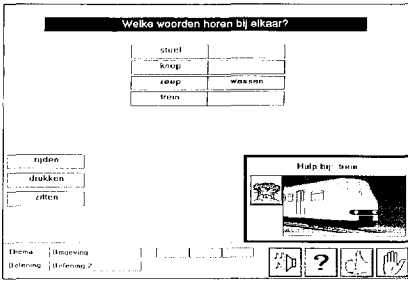 Welke woorden horen bij elkaar?
stoel
knop
zeep wassen
trein
rijden
drukken
zitten
Hulp bij: trein
Thema Omgeving
Oefening Oefening 2
?